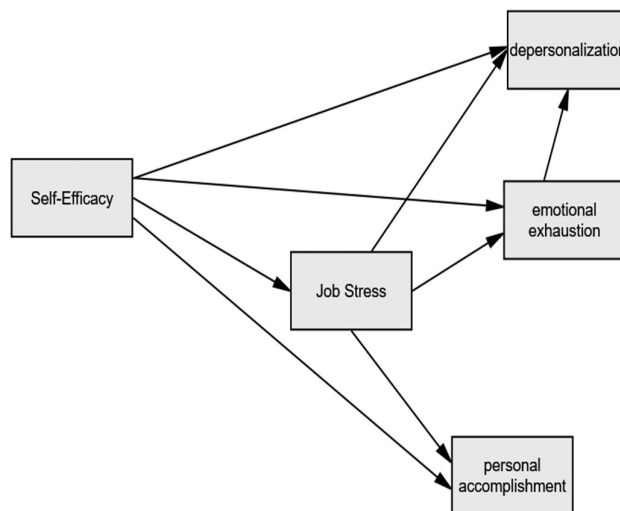 depersonalization
Self-Efficacy
emotional
exhaustion
Job Stress
personal
accomplishment